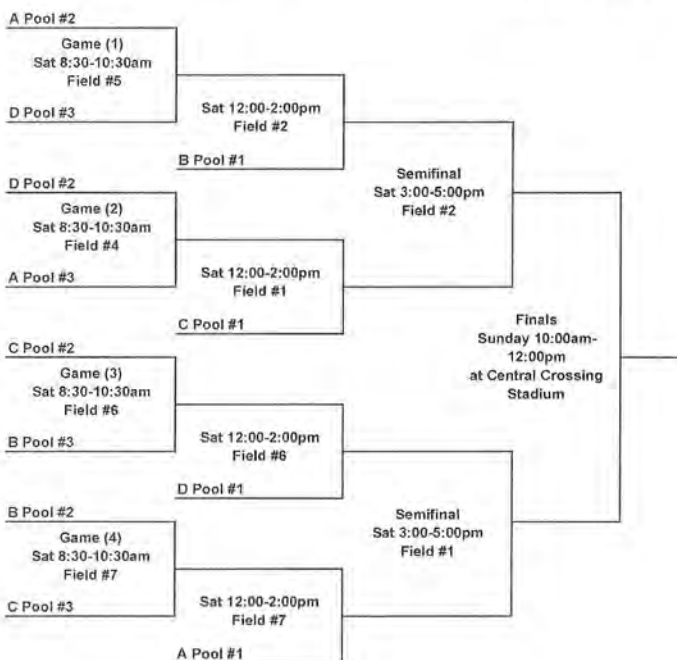 A Pool #2
Game (1)
Sat 8:30-10:30am
Field #5
D Pool #3
Sat 12:00-2:00pm
Field #2
B Pool #1
D Pool #2
Game (2)
Sat 8:30-10:30am
Field #4
A Pool #3
Sat 12:00-2:00pm
Field #1
C Pool #1
Semifinal
Sat 3:00-5:00pm
Field #2
C Pool #2
Game (3)
Sat 8:30-10:30am
Field #6
B Pool #3
Sat 12:00-2:00pm
Field #6
D Pool #1
B Pool #2
Game (4)
Sat 8:30-10:30am
Field #7
C Pool #3
Sat 12:00-2:00pm
Field #7
A Pool #1
Semifinal
Sat 3:00-5:00pm
Field #1
Finals
Sunday 10:00am-
12:00pm
at Central Crossing
Stadium